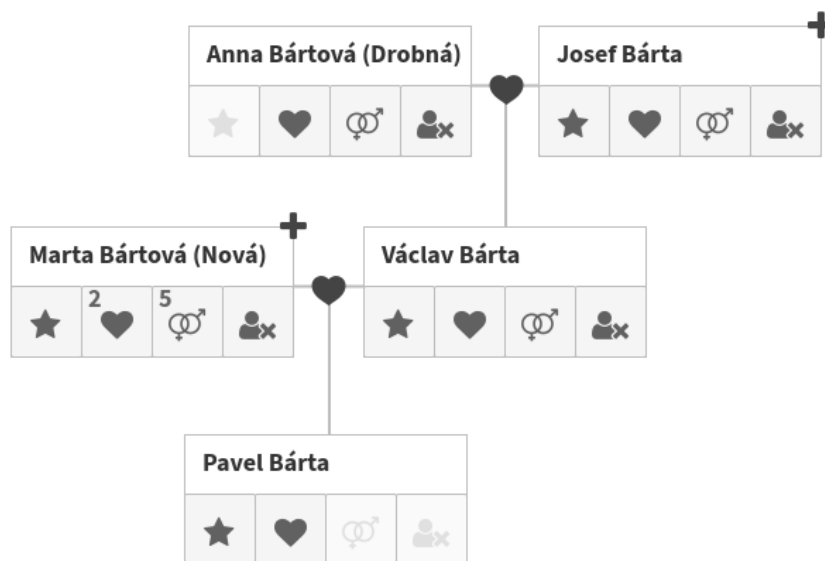 Anna Bártová (Drobná)
Josef Bárta
Marta Bártová (Nová)
Václav Bárta
2
5
Pavel Bárta